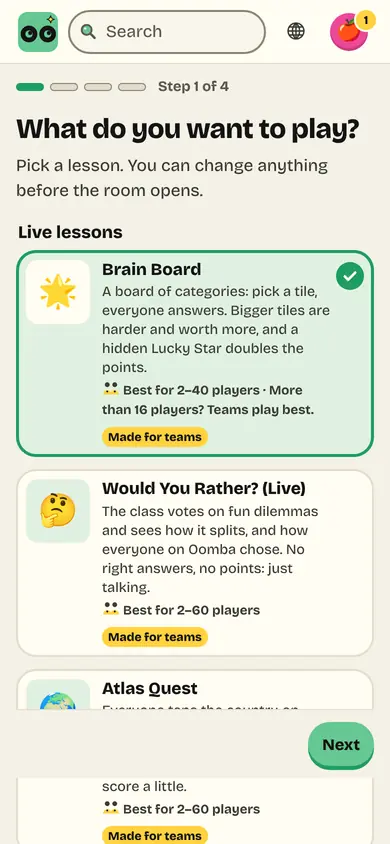 Search
1
Step 1 of 4
What do you want to play?
Pick a lesson. You can change anything
before the room opens.
Live lessons
Brain Board
A board of categories: pick a tile,
everyone answers. Bigger tiles are
harder and worth more, and a
hidden Lucky Star doubles the
points.
Best for 2–40 players · More
than 16 players? Teams play best.
Made for teams
Would You Rather? (Live)
The class votes on fun dilemmas
and sees how it splits, and how
everyone on Oomba chose. No
right answers, no points: just
talking.
Best for 2–60 players
Made for teams
Atlas Quest
Everyone taps the country on
Next
score a little.
Best for 2–60 players
Made for teams